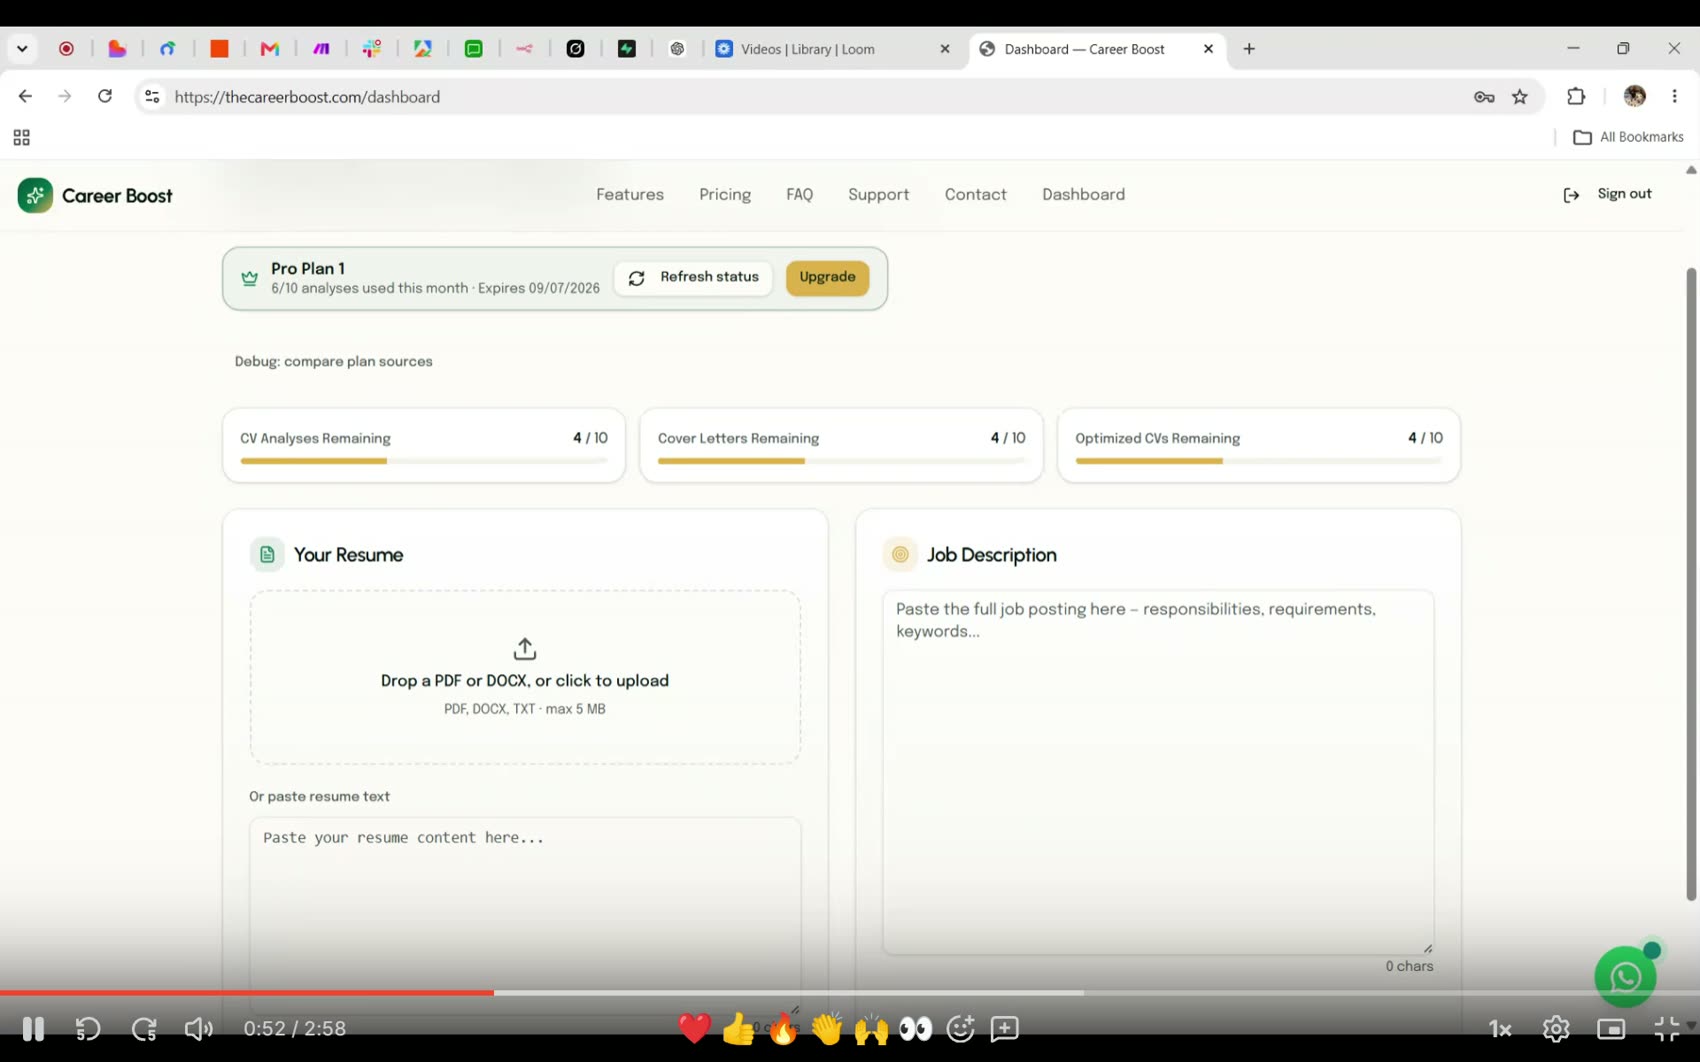 Videos | Library | Loom
Dashboard — Career Boost
https://thecareerboost.com/dashboard
All Bookmarks
Career Boost
Features
Pricing
FAQ
Support
Contact
Dashboard
Sign out
Pro Plan 1
6/10 analyses used this month · Expires 09/07/2026
Refresh status
Upgrade
Debug: compare plan sources
CV Analyses Remaining
4 / 10
Cover Letters Remaining
4 / 10
Optimized CVs Remaining
4 / 10
Your Resume
Drop a PDF or DOCX, or click to upload
PDF, DOCX, TXT · max 5 MB
Or paste resume text
Paste your resume content here...
Job Description
Paste the full job posting here – responsibilities, requirements,
keywords...
0 chars
0:52 / 2:58
5
5
1x